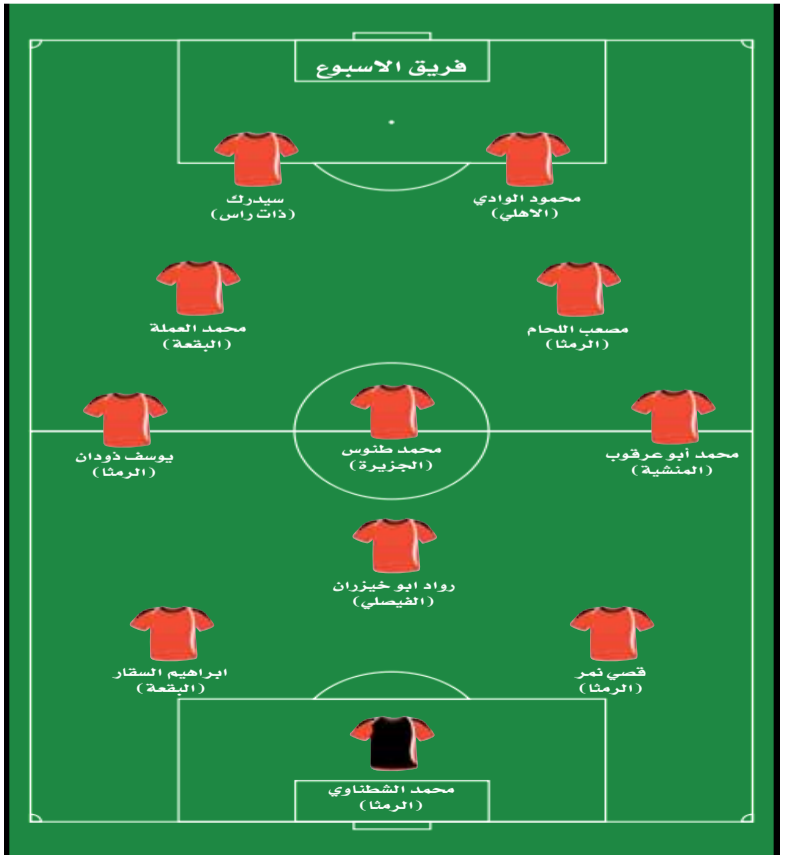 فريق الاسبوع
محمود الوادي
(الاهلي)
سيدرك
(ذات راس)
مصعب اللحام
(الرمثا)
محمد العملة
(البقعة)
محمد أبو عرقوب
(المنشية)
محمد طنوس
(الجزيرة)
يوسف ذودان
(الرمثا)
رواد ابو خيزران
(الفيصلي)
قصي نمر
(الرمثا)
ابراهيم السقار
(البقعة)
محمد الشطناوي
(الرمثا)